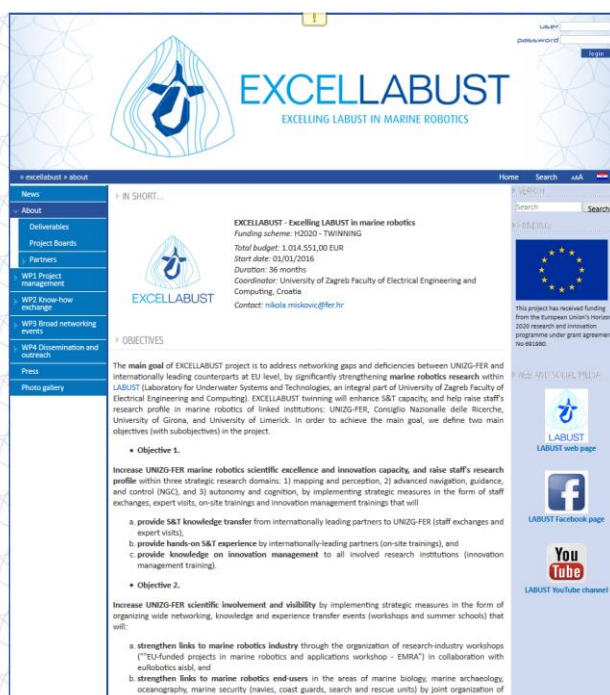 user
password
login
EXCELLABUST
EXCELLING LABUST IN MARINE ROBOTICS
» excellabust » about
Home Search AAA
News
About
Deliverables
Project Boards
Partners
WP1 Project
management
WP2 Know-how
exchange
WP3 Broad networking
events
WP4 Dissemination and
outreach
Press
Photo gallery
IN SHORT...
EXCELLABUST
EXCELLABUST - Excelling LABUST in marine robotics
Funding scheme: H2020 - TWINNING
Total budget: 1.014.551,00 EUR
Start date: 01/01/2016
Duration: 36 months
Coordinator: University of Zagreb Faculty of Electrical Engineering and
Computing, Croatia
Contact: nikola.miskovic@fer.hr
OBJECTIVES
The main goal of EXCELLABUST project is to address networking gaps and deficiencies between UNIZG-FER and
internationally leading counterparts at EU level, by significantly strengthening marine robotics research within
LABUST (Laboratory for Underwater Systems and Technologies, an integral part of University of Zagreb Faculty of
Electrical Engineering and Computing). EXCELLABUST twinning will enhance S&T capacity, and help raise staff's
research profile in marine robotics of linked institutions: UNIZG-FER, Consiglio Nazionalle delle Ricerche,
University of Girona, and University of Limerick. In order to achieve the main goal, we define two main
objectives (with subobjectives) in the project.
• Objective 1.
Increase UNIZG-FER marine robotics scientific excellence and innovation capacity, and raise staff's research
profile within three strategic research domains: 1) mapping and perception, 2) advanced navigation, guidance,
and control (NGC), and 3) autonomy and cognition, by implementing strategic measures in the form of staff
exchanges, expert visits, on-site trainings and innovation management trainings that will
a. provide S&T knowledge transfer from internationally leading partners to UNIZG-FER (staff exchanges and
expert visits),
b. provide hands-on S&T experience by internationally-leading partners (on-site trainings), and
c. provide knowledge on innovation management to all involved research institutions (innovation
management training).
• Objective 2.
Increase UNIZG-FER scientific involvement and visibility by implementing strategic measures in the form of
organizing wide networking, knowledge and experience transfer events (workshops and summer schools) that
will:
a. strengthen links to marine robotics industry through the organization of research-industry workshops
(""EU-funded projects in marine robotics and applications workshop - EMRA") in collaboration with
euRobotics aisbl, and
b. strengthen links to marine robotics end-users in the areas of marine biology, marine archaeology,
oceanography, marine security (navies, coast guards, search and rescue units) by joint organization of
SEARCH
Search Search
FUNDING
This project has received funding
from the European Union's Horizon
2020 research and innovation
programme under grant agreement
No 691980.
WEB AND SOCIAL MEDIA
LABUST
LABUST web page
LABUST Facebook page
You
Tube
LABUST YouTube channel